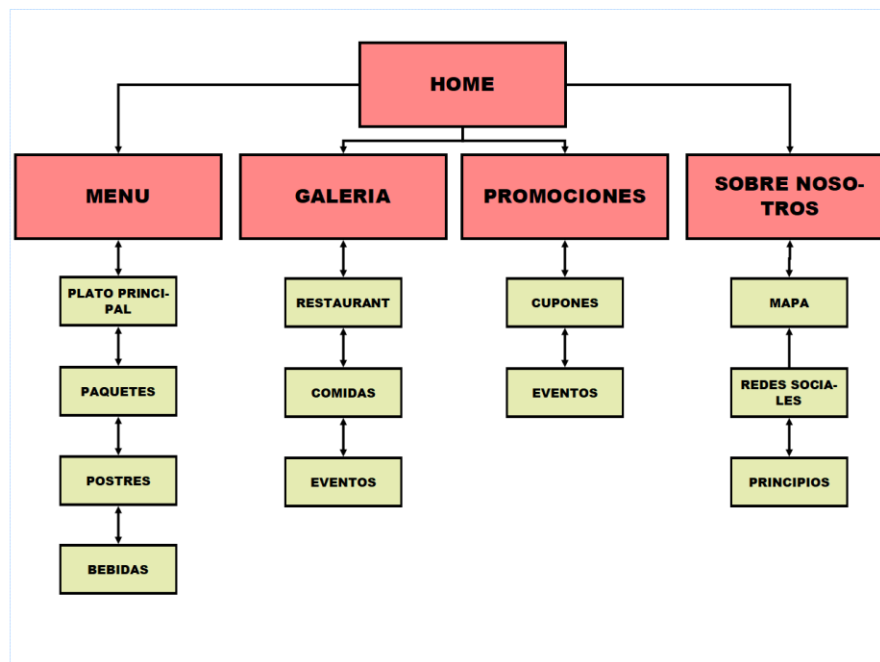 HOME
MENU
GALERIA
PROMOCIONES
SOBRE NOSO-
TROS
PLATO PRINCI-
PAL
RESTAURANT
CUPONES
MAPA
PAQUETES
COMIDAS
EVENTOS
REDES SOCIA-
LES
POSTRES
EVENTOS
PRINCIPIOS
BEBIDAS